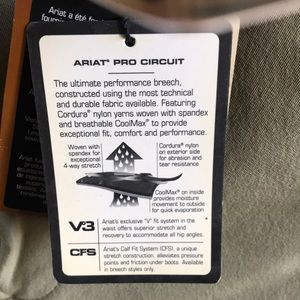 Ariat a été fo
ARIAT® PRO CIRCUIT
The ultimate performance breech,
constructed using the most technical
and durable fabric available. Featuring
Cordura® nylon yarns woven with spandex
and breathable CoolMax® to provide
exceptional fit, comfort and performance.
Woven with
spandex for
exceptional
4-way stretch
Cordura® nylon
on exterior side
for abrasion and
tear resistance
CoolMax® on inside
provides moisture
movement to outside
for quick evaporation
V3
Ariat's exclusive "V" fit system in the
waist offers superior stretch and
recovery to accommodate all hip angles.
CFS
Ariat's Calf Fit System (CFS), a unique
stretch construction, alleviates pressure
points and friction under boots. Available
in breech styles only.